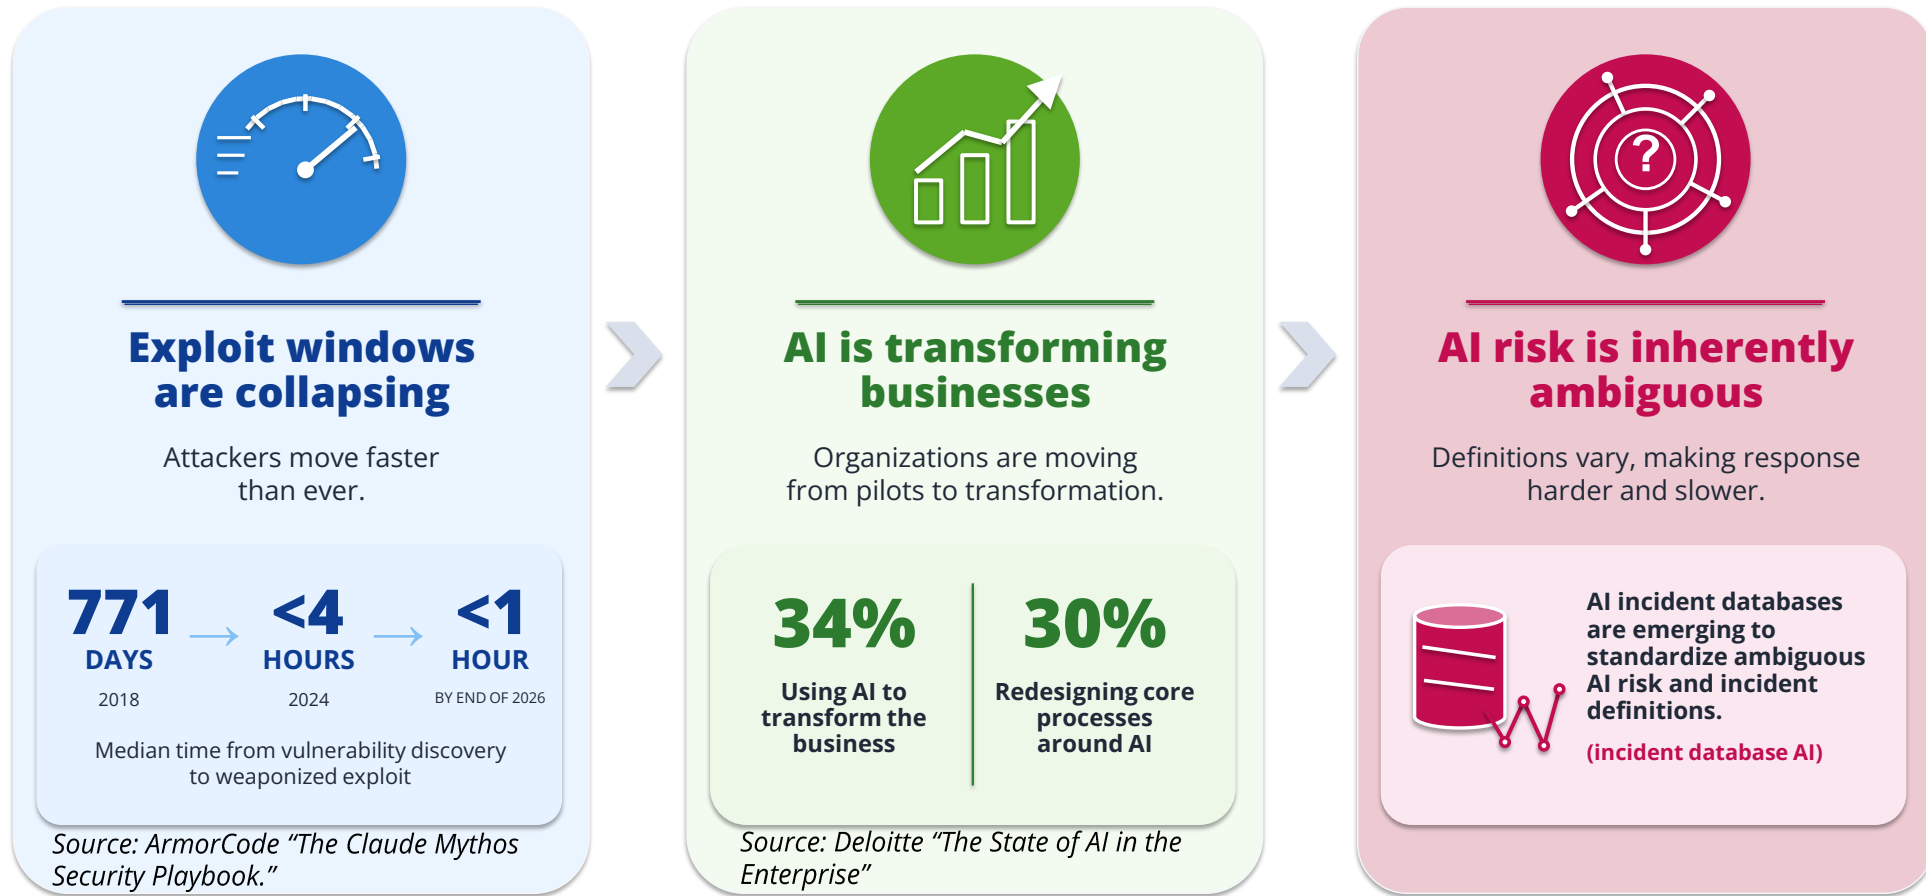 Exploit windows
are collapsing
Attackers move faster
than ever.
771
DAYS
2018
→
<4
HOURS
2024
→
<1
HOUR
BY END OF 2026
Median time from vulnerability discovery
to weaponized exploit
Source: ArmorCode “The Claude Mythos
Security Playbook.”
AI is transforming
businesses
Organizations are moving
from pilots to transformation.
34%
Using AI to
transform the
business
30%
Redesigning core
processes
around AI
Source: Deloitte “The State of AI in the
Enterprise”
?
AI risk is inherently
ambiguous
Definitions vary, making response
harder and slower.
AI incident databases
are emerging to
standardize ambiguous
AI risk and incident
definitions.
(incident database AI)